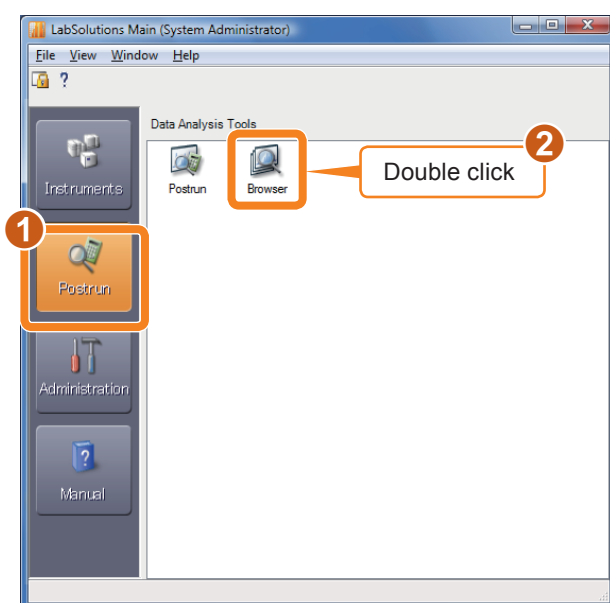 LabSolutions Main (System Administrator)
File View Window Help
?
Data Analysis Tools
Instruments
Postrun
Browser
2
Double click
1
Postrun
Administration
?
Manual